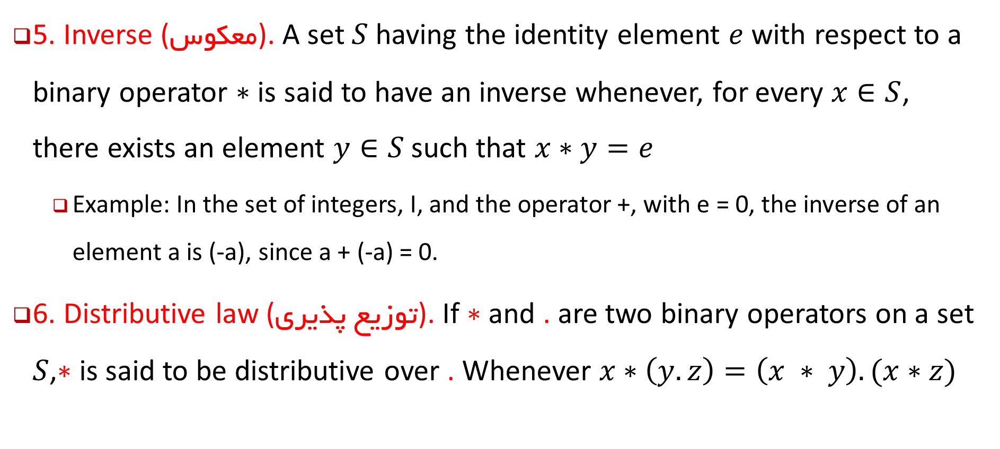 ❑5. Inverse (معکوس). A set 𝑆 having the identity element 𝑒 with respect to a
binary operator ∗ is said to have an inverse whenever, for every 𝑥 ∈ 𝑆,
there exists an element 𝑦 ∈ 𝑆 such that 𝑥 ∗ 𝑦 = 𝑒
❑ Example: In the set of integers, I, and the operator +, with e = 0, the inverse of an
element a is (-a), since a + (-a) = 0.
❑6. Distributive law (توزیع پذیری). If ∗ and . are two binary operators on a set
𝑆,∗ is said to be distributive over . Whenever 𝑥 ∗ (𝑦. 𝑧) = (𝑥 ∗ 𝑦). (𝑥 ∗ 𝑧)